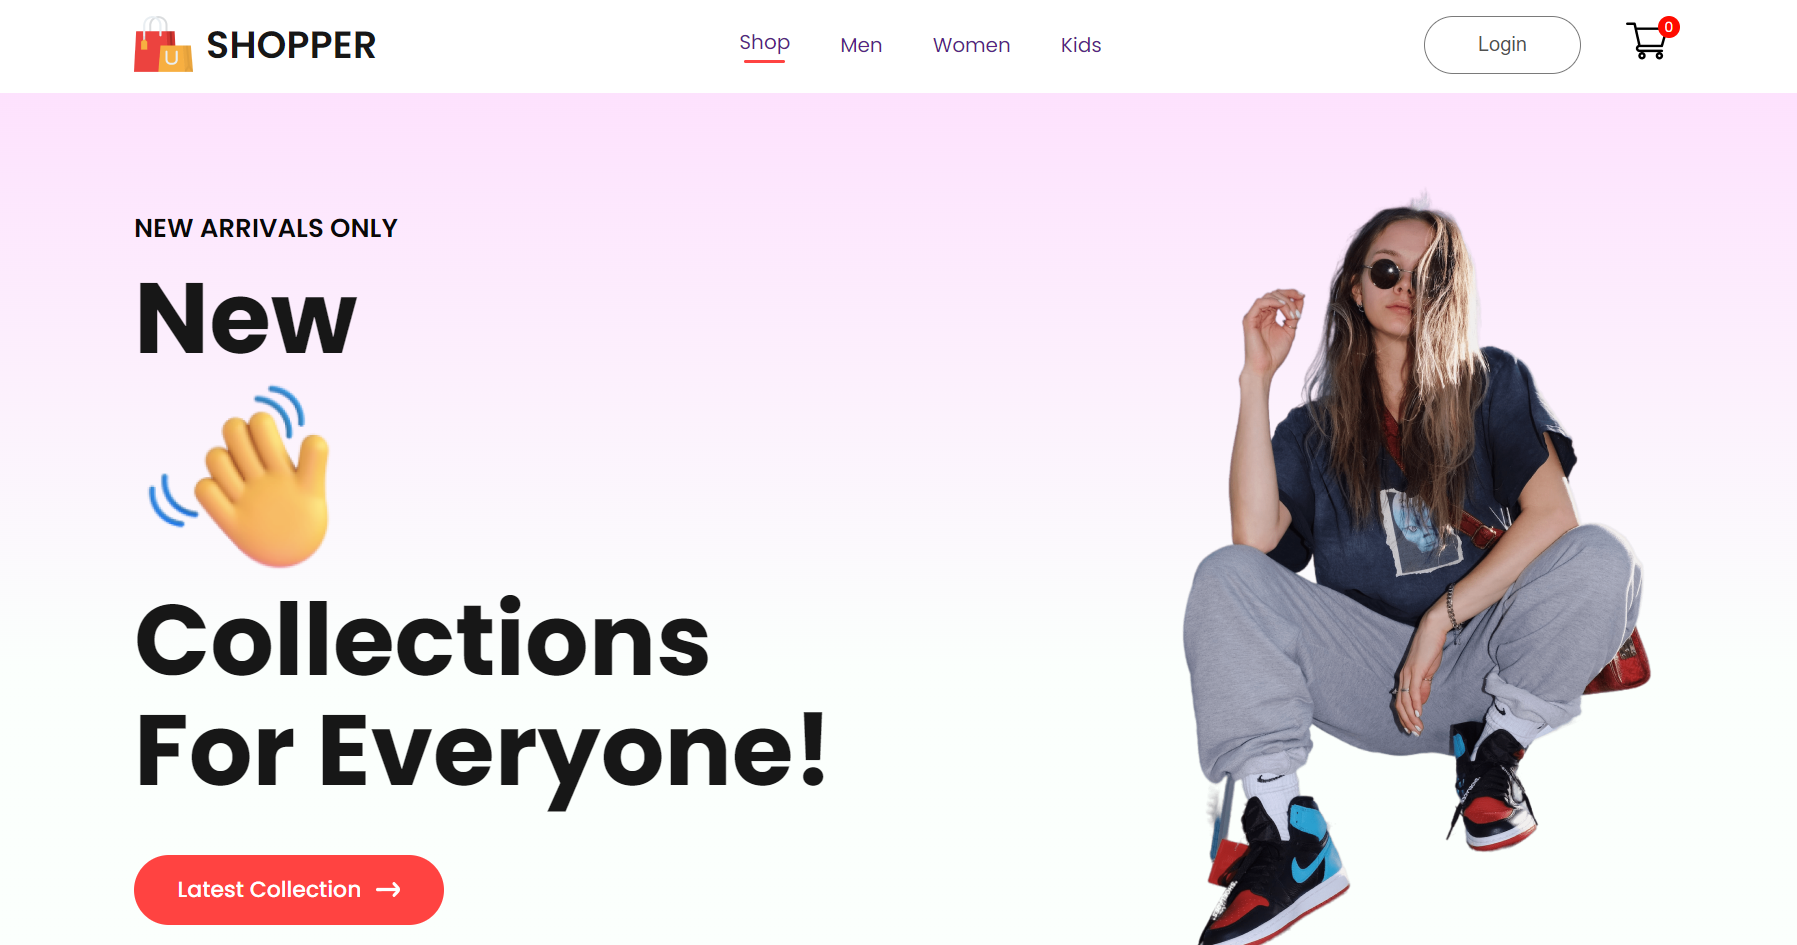 U
SHOPPER
Shop
Men
Women
Kids
Login
0
NEW ARRIVALS ONLY
New
Collections
For Everyone!
Latest Collection